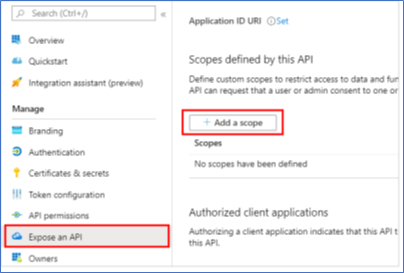 Search (Ctrl+/)
«
Overview
Quickstart
Integration assistant (preview)
Manage
Branding
Authentication
Certificates & secrets
Token configuration
API permissions
Expose an API
Owners
Application ID URI Set
Scopes defined by this API
Define custom scopes to restrict access to data and fun
API can request that a user or admin consent to one or
+ Add a scope
Scopes
No scopes have been defined
Authorized client applications
Authorizing a client application indicates that this API t
this API.